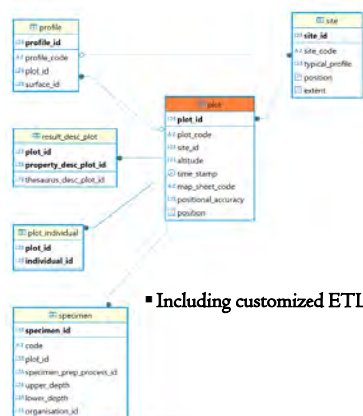 profile
profile_id
profile_code
plot_id
surface_id
site
site_id
site_code
typical_profile
position
extent
plot
plot_id
plot_code
site_id
altitude
time_stamp
map_sheet_code
positional_accuracy
position
result_desc_plot
plot_id
property_desc_plot_id
thesaurus_desc_plot_id
plot_individual
plot_id
individual_id
specimen
specimen_id
code
plot_id
specimen_prep_process_id
upper_depth
lower_depth
organisation_id
▪ Including customized ETL